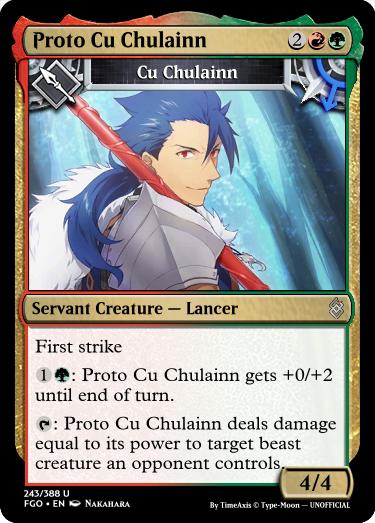 Proto Cu Chulainn 2
Cu Chulainn
Servant Creature — Lancer
First strike
1: Proto Cu Chulainn gets +0/+2
until end of turn.
: Proto Cu Chulainn deals damage
equal to its power to target beast
creature an opponent controls.
4/4
243/388 U
FGO • EN NAKAHARA
By TimeAxis © Type-Moon — UNOFFICIAL